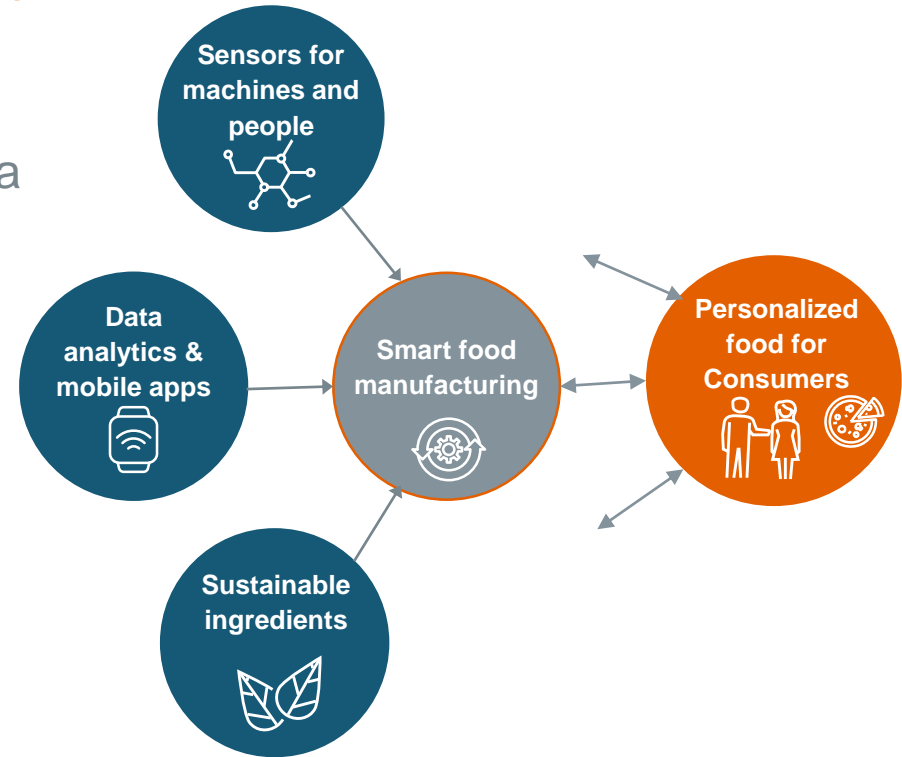 Sensors for
machines and
people
a
Data
analytics &
mobile apps
Smart food
manufacturing
Personalized
food for
Consumers
Sustainable
ingredients